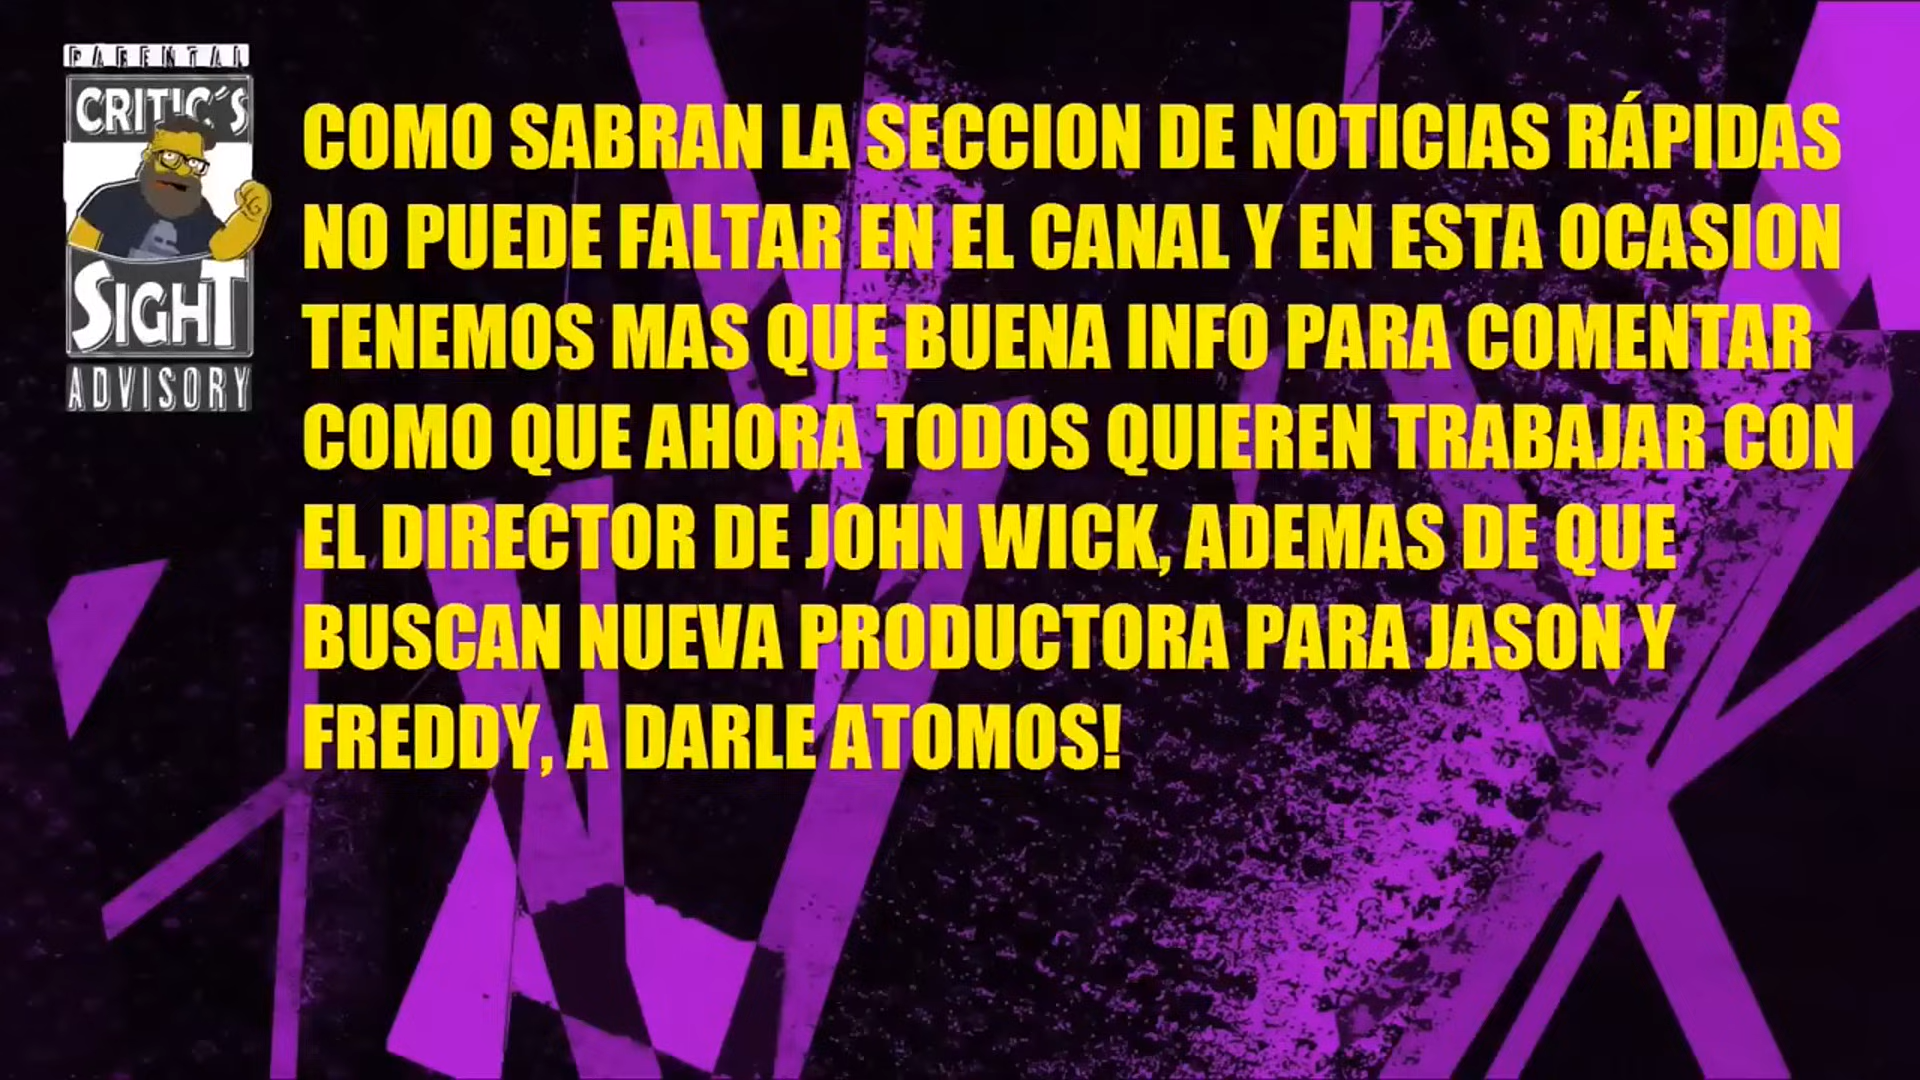 PARENTAL
CRITIC´S
SIGHT
ADVISORY
COMO SABRAN LA SECCION DE NOTICIAS RÁPIDAS
NO PUEDE FALTAR EN EL CANAL Y EN ESTA OCASION
TENEMOS MAS QUE BUENA INFO PARA COMENTAR
COMO QUE AHORA TODOS QUIEREN TRABAJAR CON
EL DIRECTOR DE JOHN WICK, ADEMAS DE QUE
BUSCAN NUEVA PRODUCTORA PARA JASON Y
FREDDY, A DARLE ATOMOS!